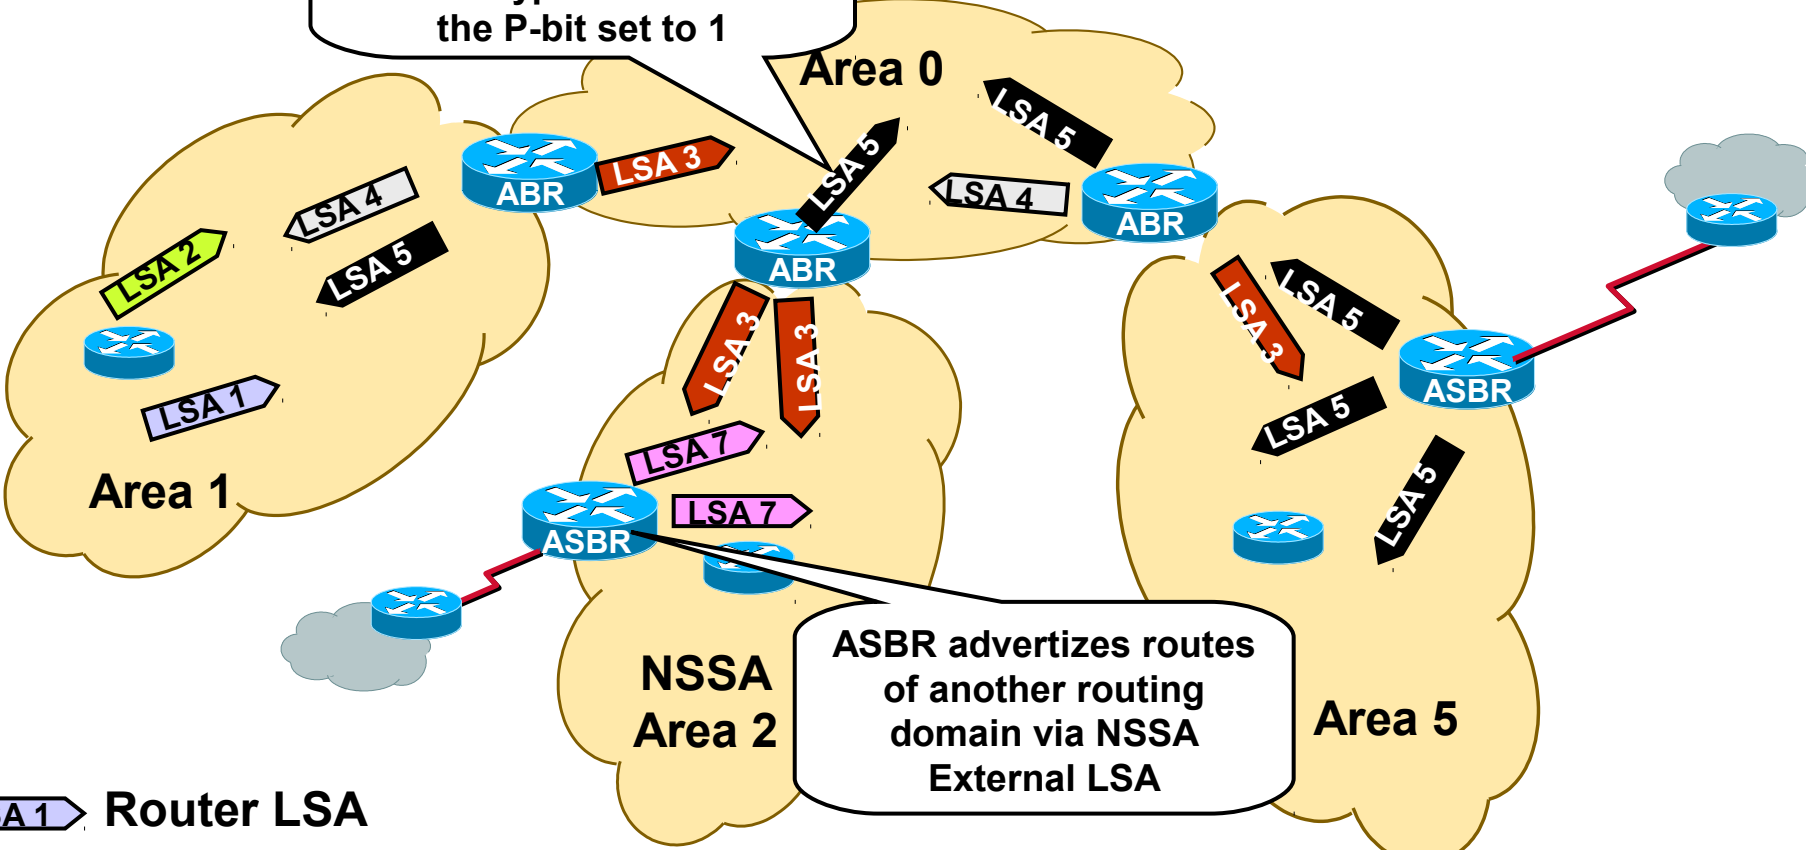 the P-bit set to 1
Area 0
LSA 5
LSA 3
LSA 5
ABR
LSA 4
ABR
LSA 4
LSA 2
LSA 5
ABR
LSA 3
LSA 3
LSA 3
LSA 5
LSA 1
LSA 5
ASBR
LSA 7
Area 1
LSA 7
LSA 5
ASBR
ASBR advertizes routes
of another routing
domain via NSSA
External LSA
NSSA
Area 2
Area 5
A 1
Router LSA